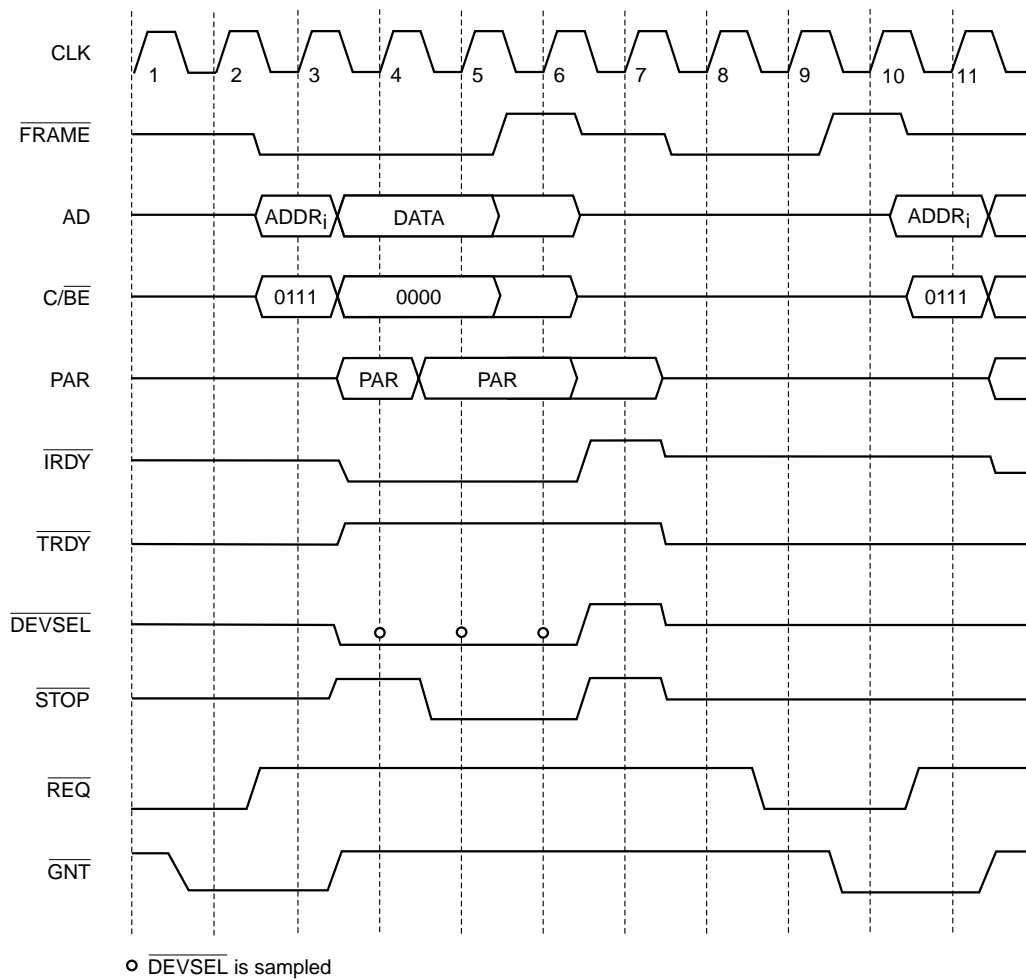 CLK
1 2 3 4 5 6 7 8 9 10 11
FRAME
AD
ADDRi DATA ADDRi
C/BE
0111 0000 0111
PAR
PAR PAR
IRDY
TRDY
DEVSEL
STOP
REQ
GNT
DEVSEL is sampled